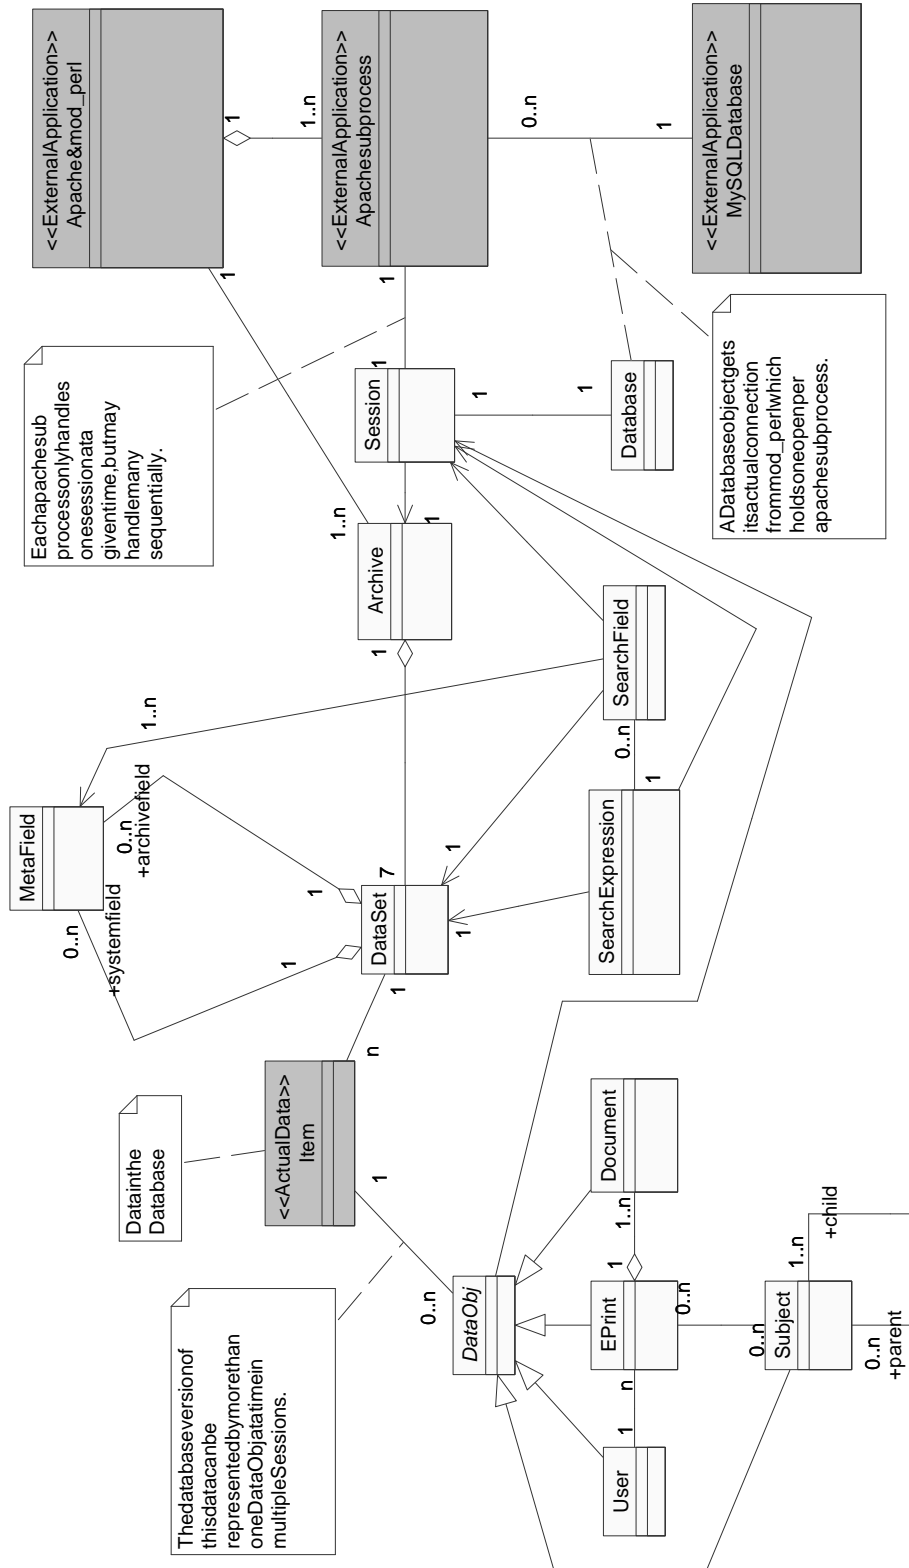 <<ExternalApplication>>
Apache&mod_perl
1
1
1..n
<<ExternalApplication>>
Apachesubprocess
1
0..n
1
<<ExternalApplication>>
MySQLDatabase
Eachapachesub
processonlyhandles
onesessionata
giventime,butmay
handlemany
sequentially.
1
Session
1
1
Database
ADatabaseobjectgets
itsactualconnection
frommod_perlwhich
holdsoneopenper
apachesubprocess.
1..n
1
Archive
1
MetaField
0..n
+archivefield
0..n
+systemfield
1..n
1
1
7
DataSet
1
1
1
SearchField
0..n
1
SearchExpression
n
<<ActualData>>
Item
1
Datainthe
Database
Thedatabaseversionof
thisdatacanbe
representedbymorethan
oneDataObjatatimein
multipleSessions.
0..n
DataObj
Document
1..n
1
EPrint
0..n
n
1
User
0..n
Subject
1..n
+child
0..n
+parent